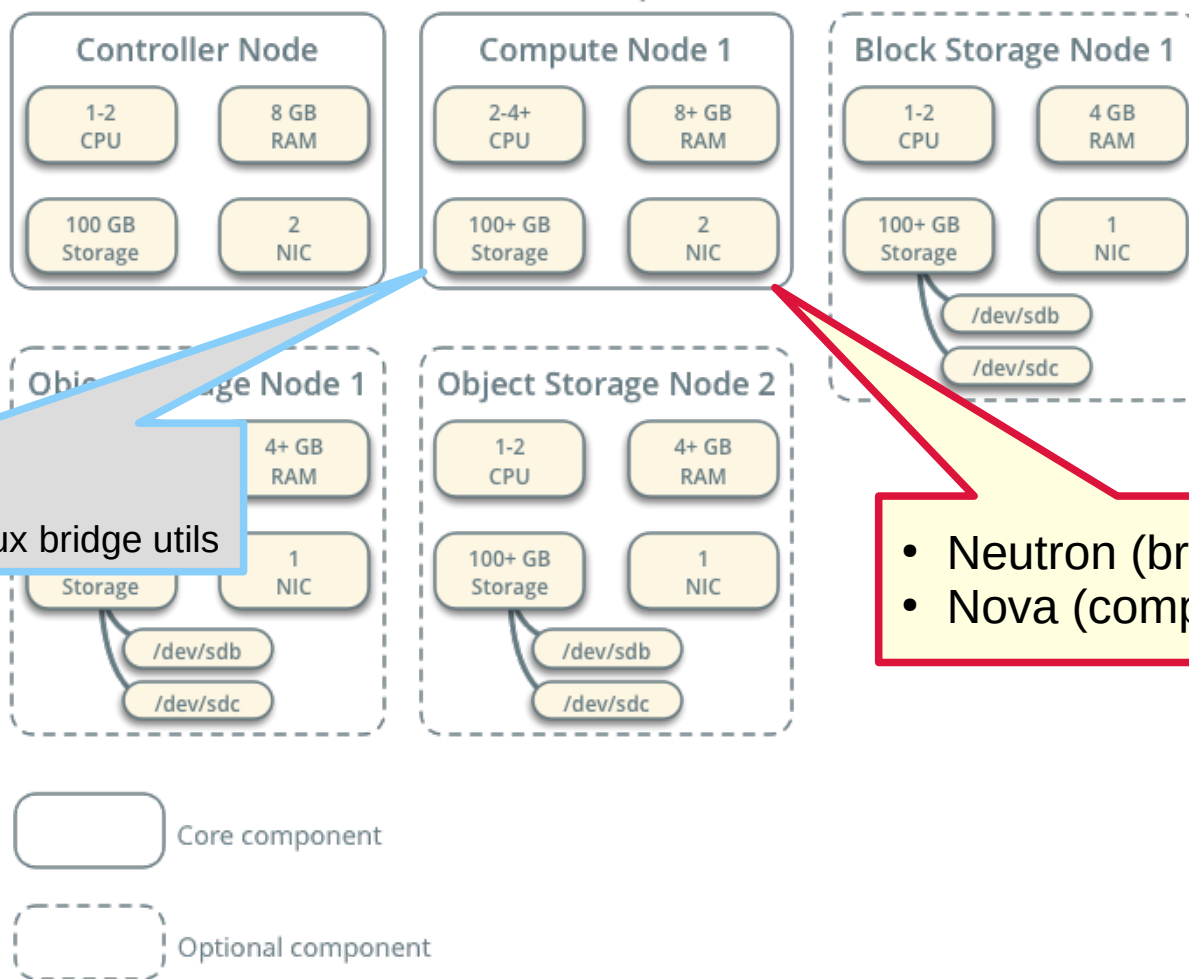 Controller Node
1-2
CPU
8 GB
RAM
100 GB
Storage
2
NIC
Compute Node 1
2-4+
CPU
8+ GB
RAM
100+ GB
Storage
2
NIC
Block Storage Node 1
1-2
CPU
4 GB
RAM
100+ GB
Storage
1
NIC
/dev/sdb
/dev/sdc
Node 1
4+ GB
RAM
Storage
1
NIC
/dev/sdb
/dev/sdc
bridge utils
Object Storage Node 2
1-2
CPU
4+ GB
RAM
100+ GB
Storage
1
NIC
/dev/sdb
/dev/sdc
• Neutron
• Nova
Core component
Optional component